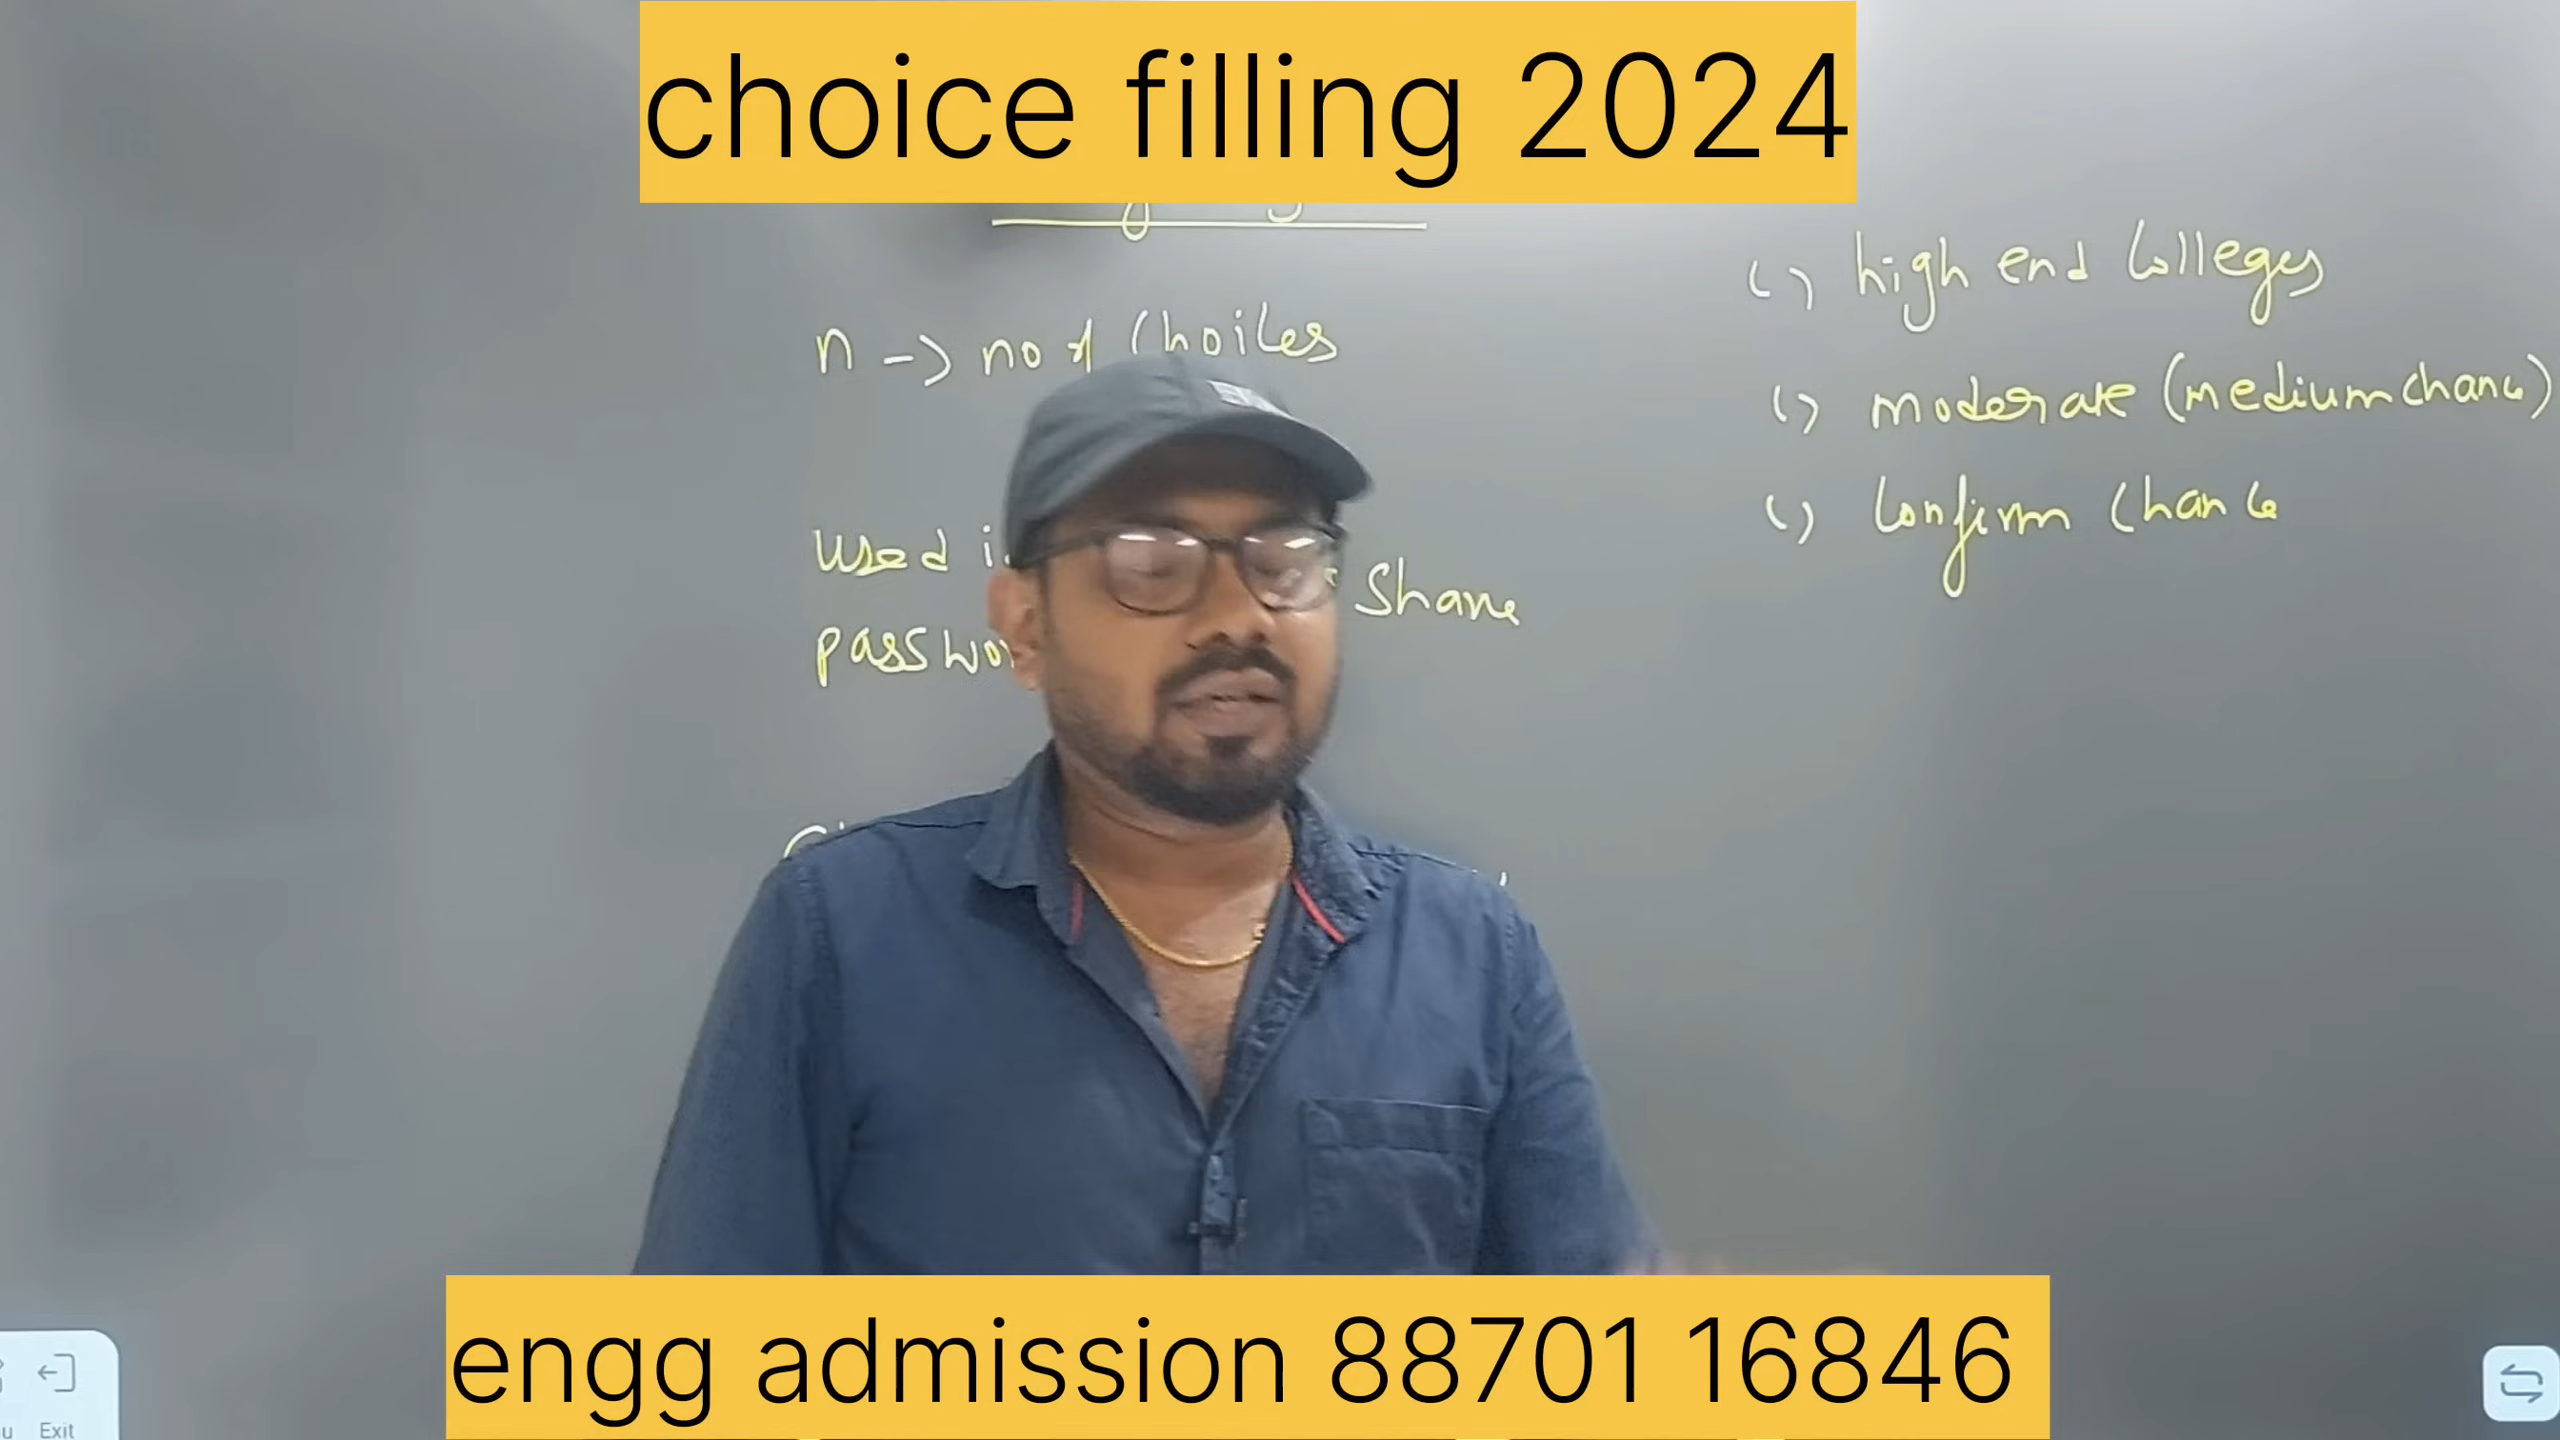 choice filling 2024
n -> no of choices
used i
passwo
Share
() high end Colleges
() moderate (medium chance)
() Confirm chance
engg admission 88701 16846
Exit